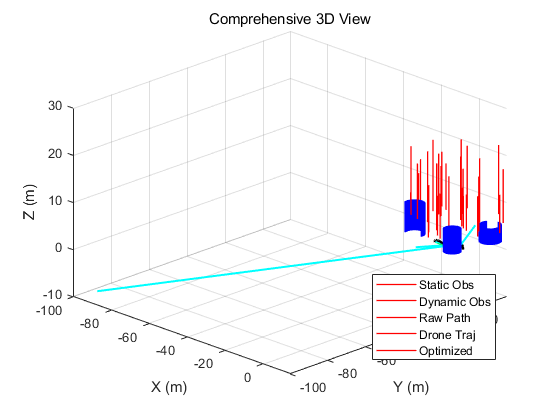 Comprehensive 3D View
30
20
10
0
-10
Z (m)
-100
-80
-60
-40
-20
0
X (m)
-100
-80
Y (m)
Static Obs
Dynamic Obs
Raw Path
Drone Traj
Optimized